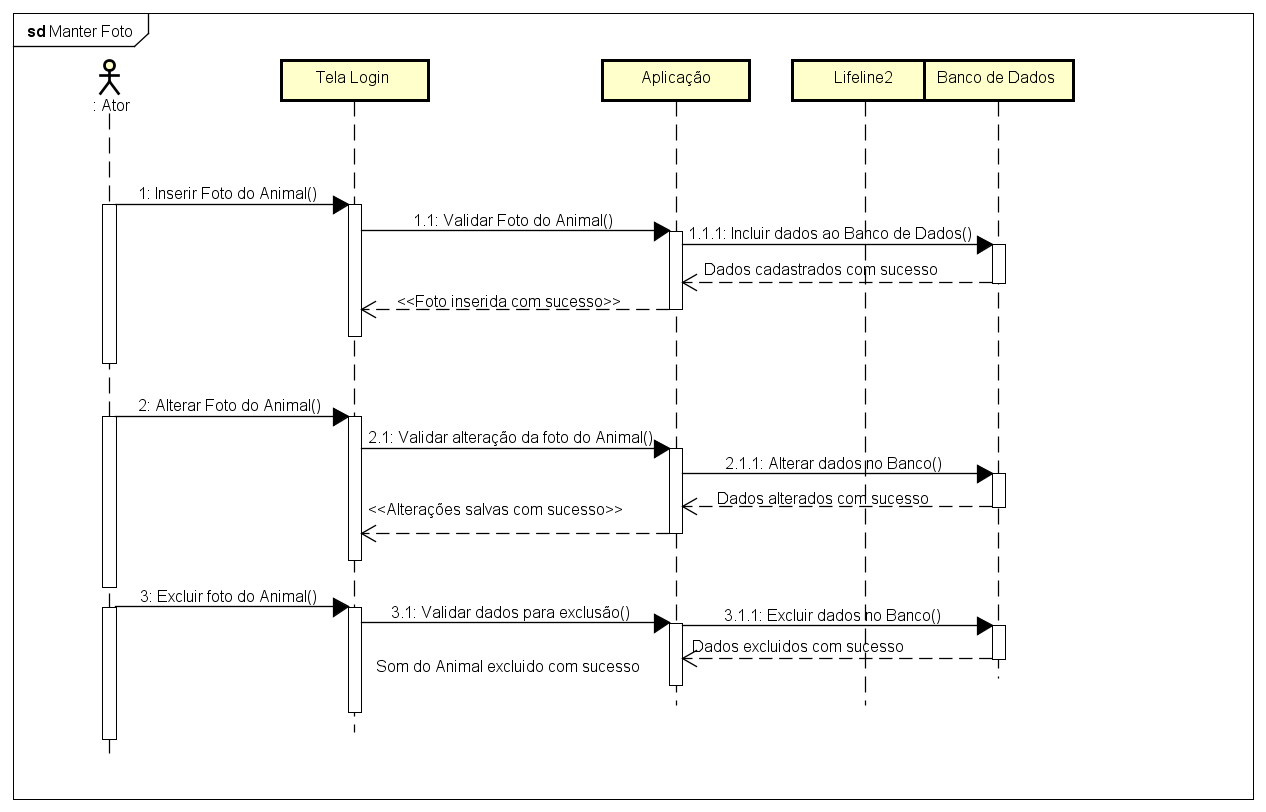 sd Manter Foto
: Ator
Tela Login
Aplicação
Lifeline2
Banco de Dados
1: Inserir Foto do Animal()
1.1: Validar Foto do Animal()
1.1.1: Incluir dados ao Banco de Dados()
Dados cadastrados com sucesso
<<Foto inserida com sucesso>>
2: Alterar Foto do Animal()
2.1: Validar alteração da foto do Animal()
2.1.1: Alterar dados no Banco()
Dados alterados com sucesso
<<Alterações salvas com sucesso>>
3: Excluir foto do Animal()
3.1: Validar dados para exclusão()
3.1.1: Excluir dados no Banco()
Dados excluidos com sucesso
Som do Animal excluido com sucesso